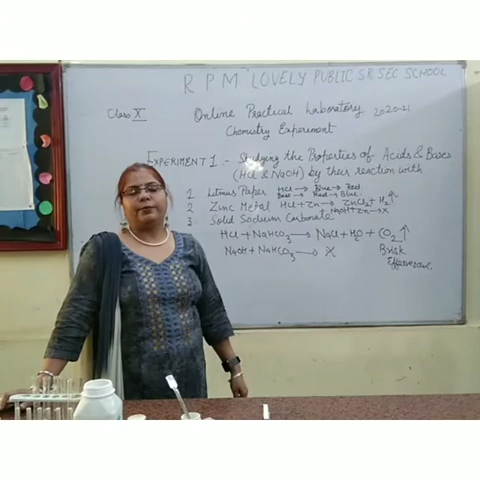 R P M LOVELY PUBLIC SR SEC SCHOOL
Class X Online Practical Laboratory 2020-21
Chemistry Experiment
EXPERIMENT 1 - Studying the Properties of Acids & Bases
(HCl & NaOH) by their reaction with
1 Litmus Paper HCl → Blue → Red
Base → Red → Blue
2 Zinc Metal HCl + Zn → ZnCl2 + H2↑
NaOH + Zn → X
3 Solid Sodium Carbonate
HCl + NaHCO3 → NaCl + H2O + CO2↑
NaOH + NaHCO3 → X Brisk
Effervescence